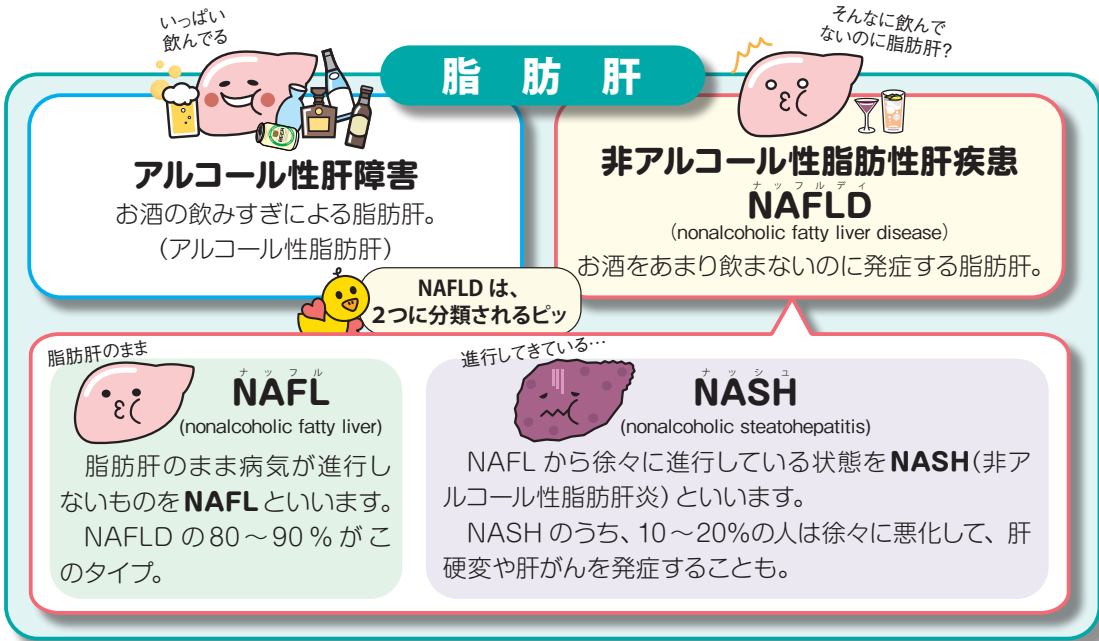 いっぱい
飲んでる
脂肪肝
そんなに飲んで
ないのに脂肪肝?
アルコール性肝障害
お酒の飲みすぎによる脂肪肝。
(アルコール性脂肪肝)
非アルコール性脂肪性肝疾患
ナッフルディ
NAFLD
(nonalcoholic fatty liver disease)
お酒をあまり飲まないのに発症する脂肪肝。
NAFLD は、
2つに分類されるピッ
脂肪肝のまま
ナッフル
NAFL
(nonalcoholic fatty liver)
脂肪肝のまま病気が進行し
ないものをNAFLといいます。
NAFLD の80~90%がこ
のタイプ。
進行してきている…
ナッシュ
NASH
(nonalcoholic steatohepatitis)
NAFL から徐々に進行している状態をNASH(非ア
ルコール性脂肪肝炎)といいます。
NASH のうち、10~20%の人は徐々に悪化して、肝
硬変や肝がんを発症することも。